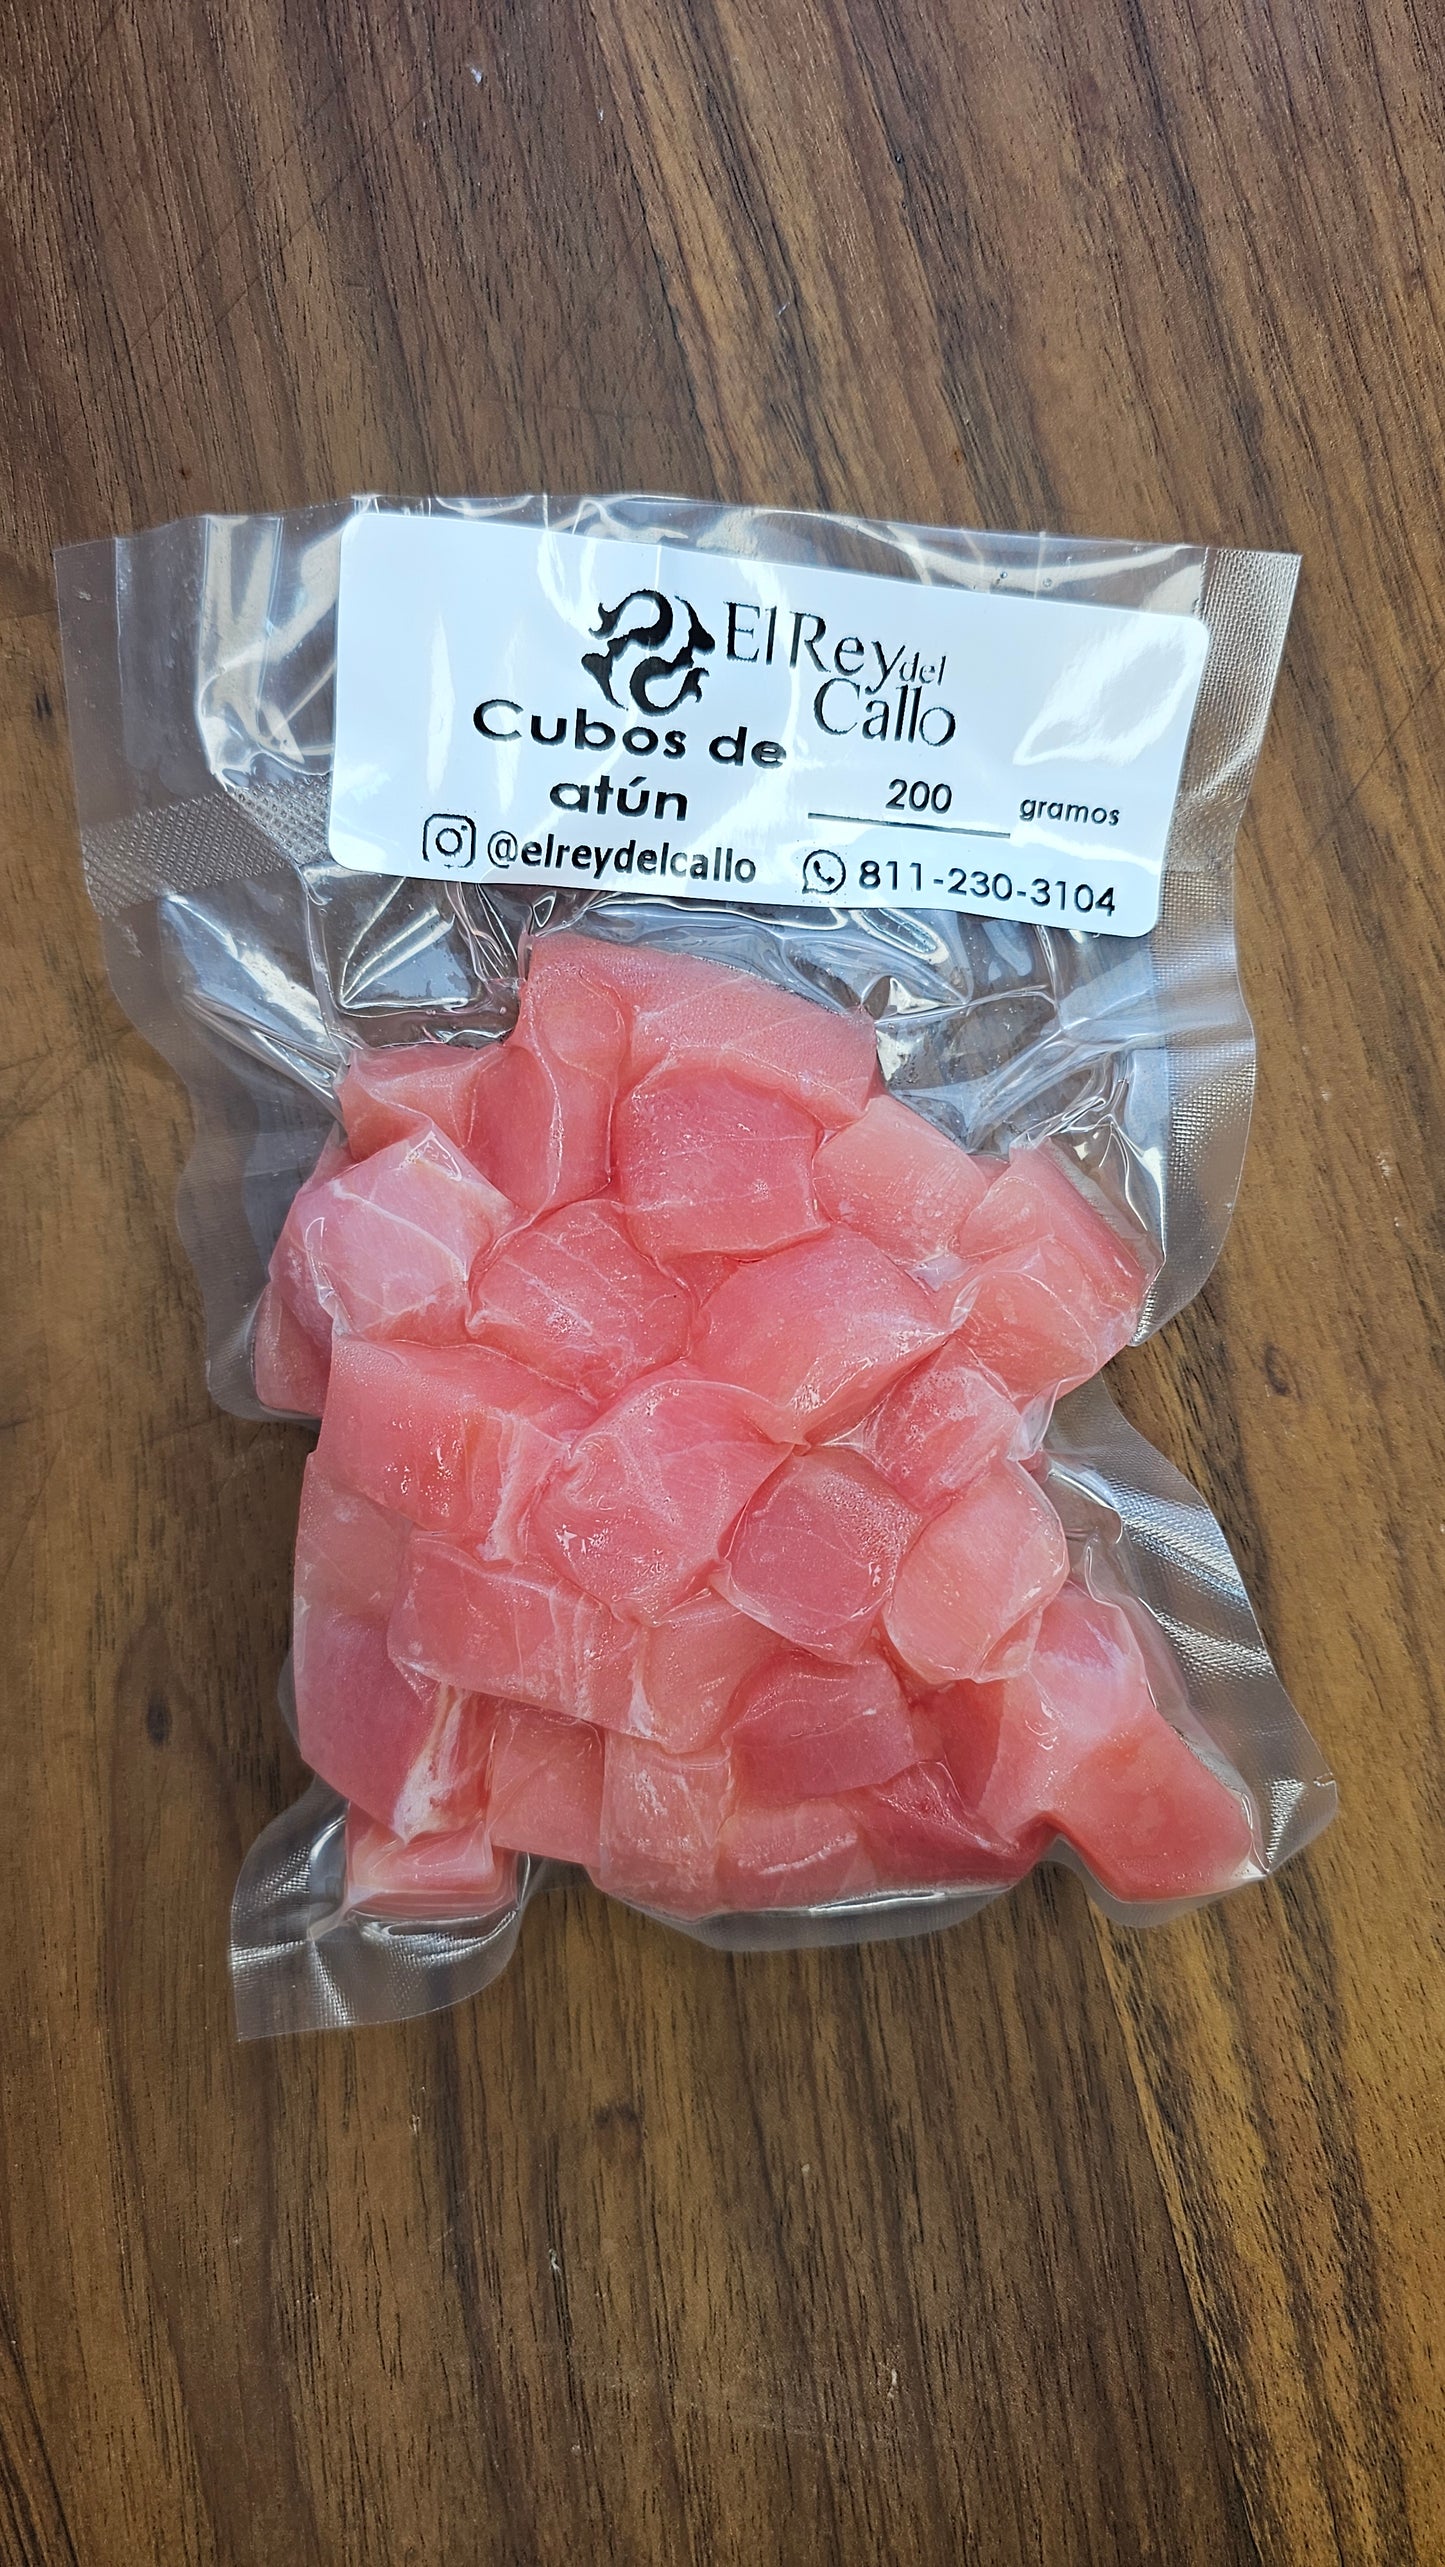 El Rey del
Callo
Cubos de
atún
200 gramos
@elreydelcallo 811-230-3104